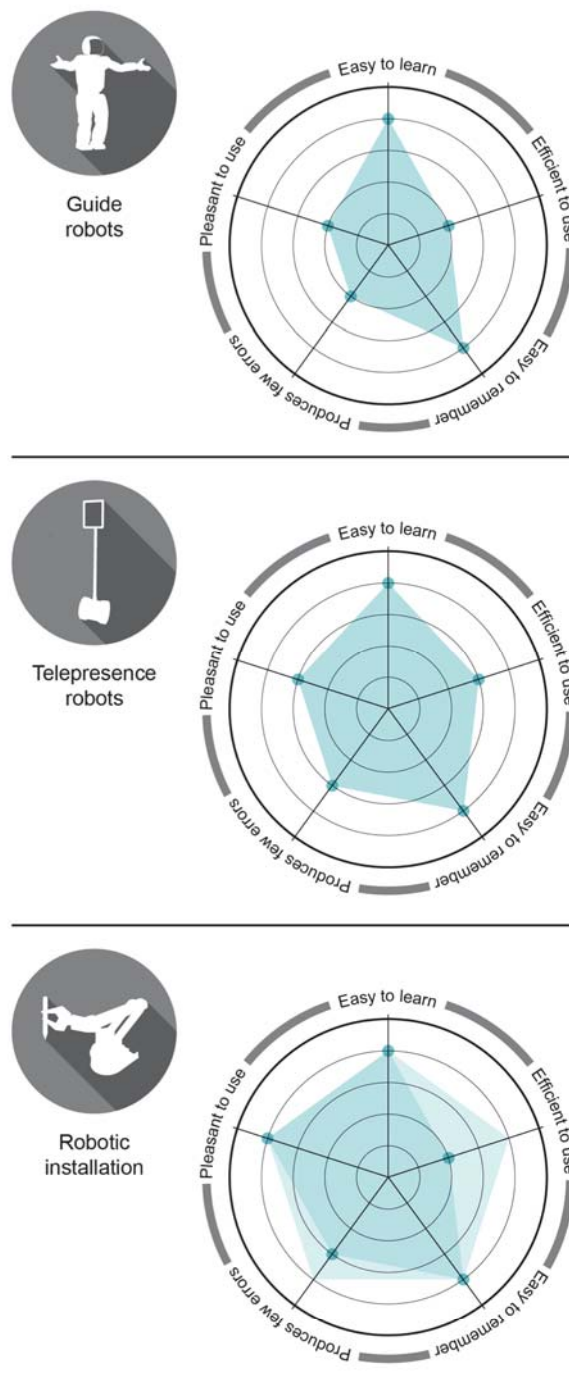 Guide
robots
Easy to learn
Efficient to use
Easy to remember
Produces few errors
Pleasant to use
Telepresence
robots
Easy to learn
Efficient to use
Easy to remember
Produces few errors
Pleasant to use
Robotic
installation
Easy to learn
Efficient to use
Easy to remember
Produces few errors
Pleasant to use